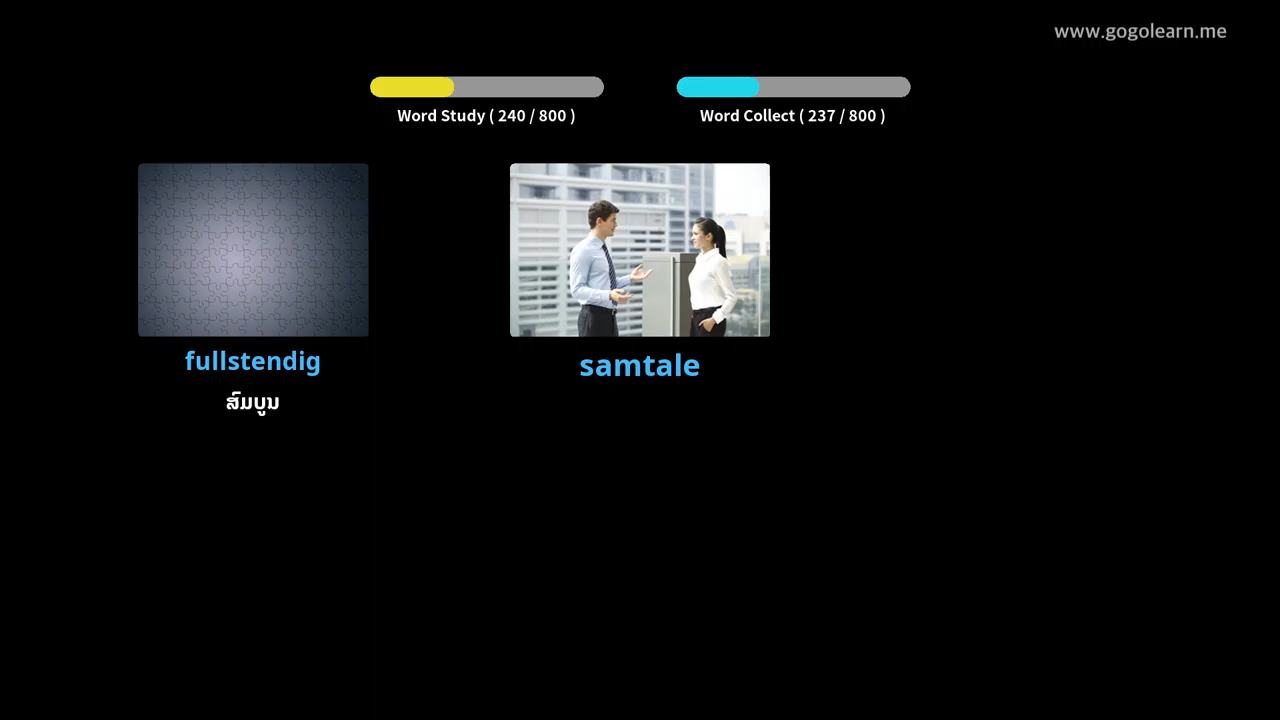 www.gogolearn.me
Word Study ( 240 / 800 )
Word Collect ( 237 / 800 )
fullstendig
ສົມບູນ
samtale